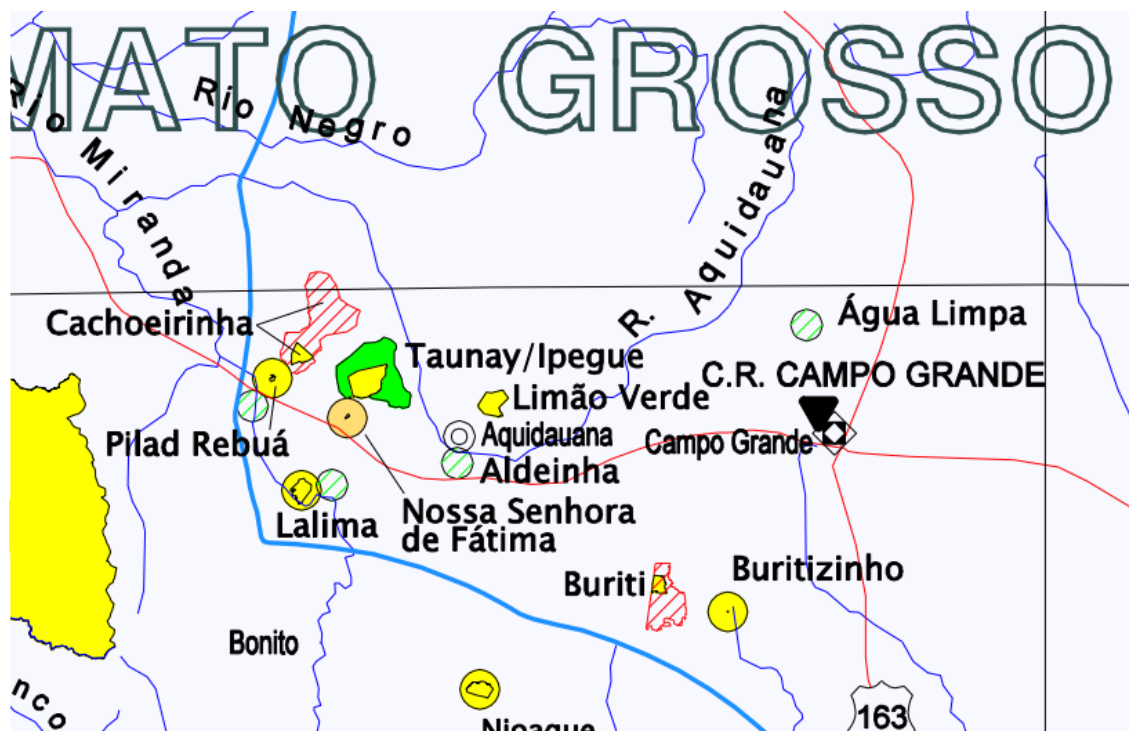 MATO GROSSO
Rio Negro
Rio Miranda
R. Aquidauana
Cachoeirinha
Água Limpa
Taunay/Ipegue
C.R. CAMPO GRANDE
Limão Verde
Pilad Rebuá
Aquidauana
Campo Grande
Aldeinha
Lalima
Nossa Senhora
de Fátima
Buriti
Buritizinho
Bonito
nco
163
Nioaque